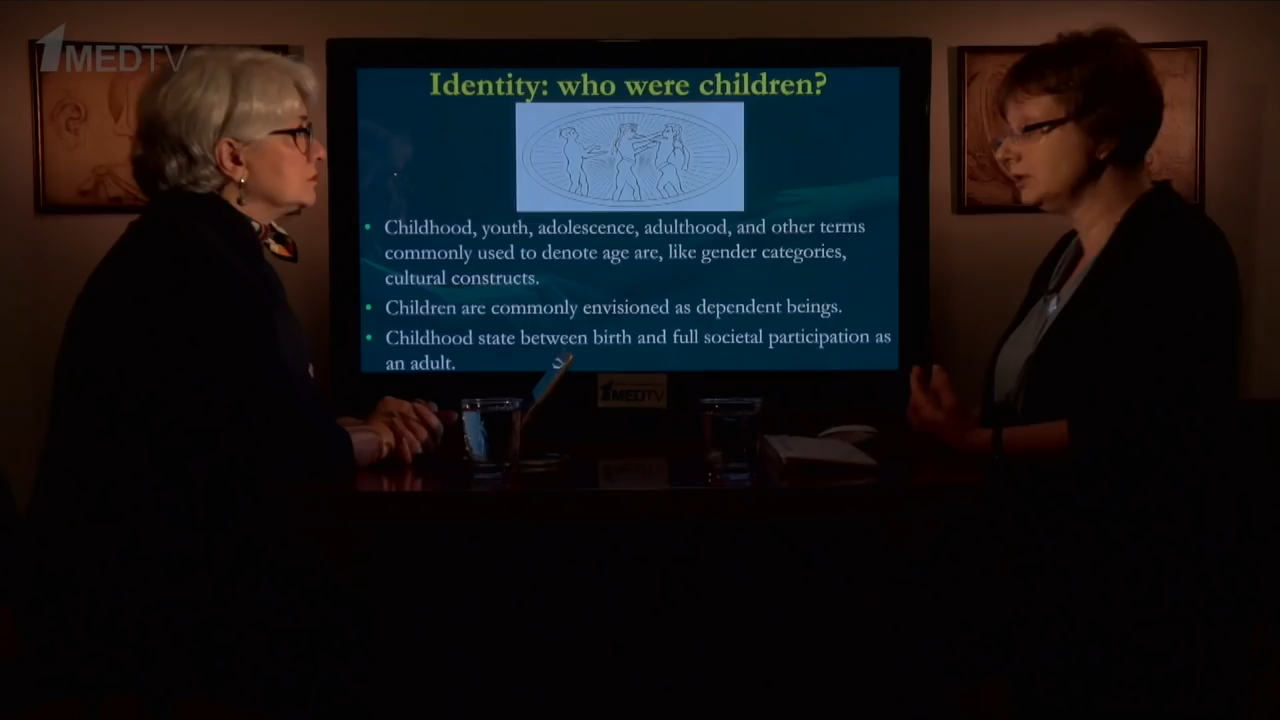 1MEDTV
Identity: who were children?
• Childhood, youth, adolescence, adulthood, and other terms
commonly used to denote age are, like gender categories,
cultural constructs.
• Children are commonly envisioned as dependent beings.
• Childhood state between birth and full societal participation as
an adult.
1MEDTV